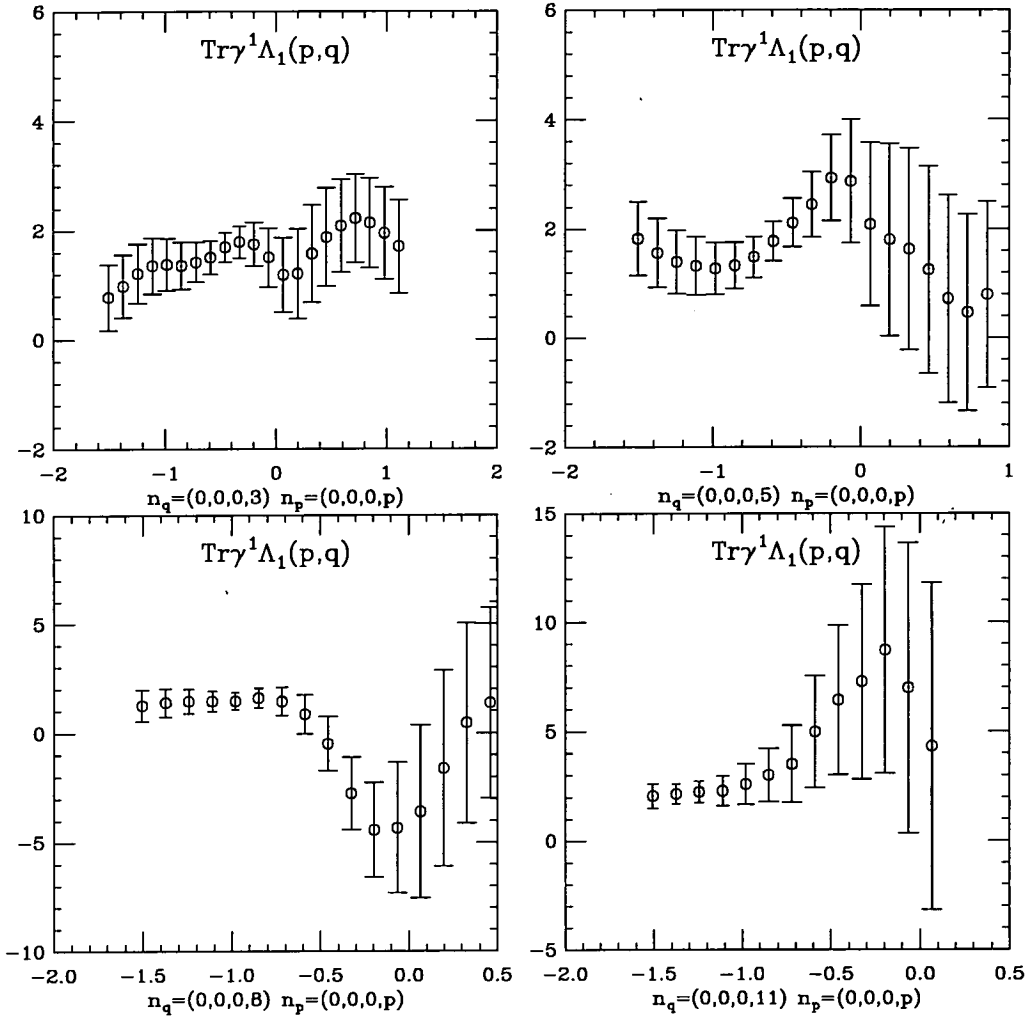 6
Trγ¹Λ₁(p,q)
4
2
0
−2
−2 −1 0 1 2
n_q=(0,0,0,3) n_p=(0,0,0,p)
6
Trγ¹Λ₁(p,q)
4
2
0
−2
−2 −1 0 1
n_q=(0,0,0,5) n_p=(0,0,0,p)
10
Trγ¹Λ₁(p,q)
5
0
−5
−10
−2.0 −1.5 −1.0 −0.5 0.0 0.5
n_q=(0,0,0,8) n_p=(0,0,0,p)
15
Trγ¹Λ₁(p,q)
10
5
0
−5
−2.0 −1.5 −1.0 −0.5 0.0 0.5
n_q=(0,0,0,11) n_p=(0,0,0,p)